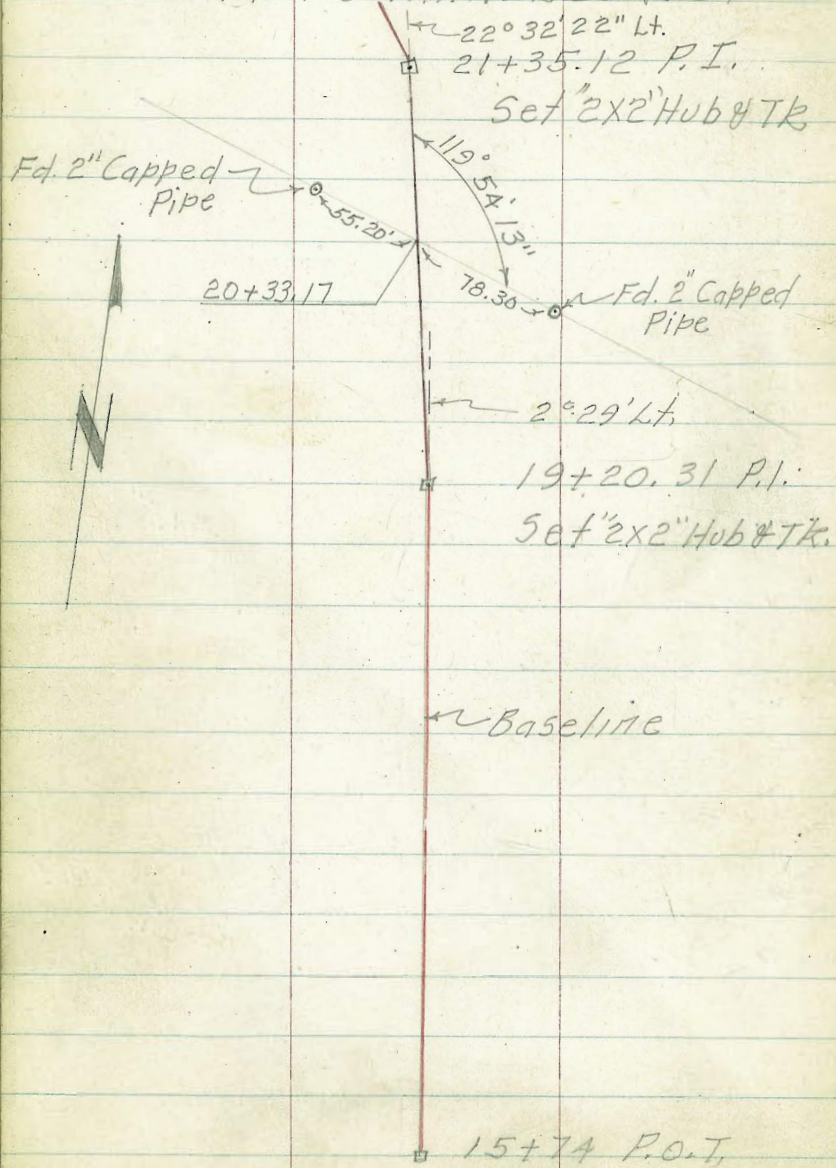 22° 32' 22" Lt.
21+35.12 P.I.
Set "2X2" Hub & Tk
119° 54' 13"
Fd. 2" Capped
Pipe
55.20'
20+33.17
78.30
Fd. 2" Capped
Pipe
N
2° 29' Lt.
19+20.31 P.I.
Set "2X2" Hub & Tk.
Baseline
15+74 P.O.T.